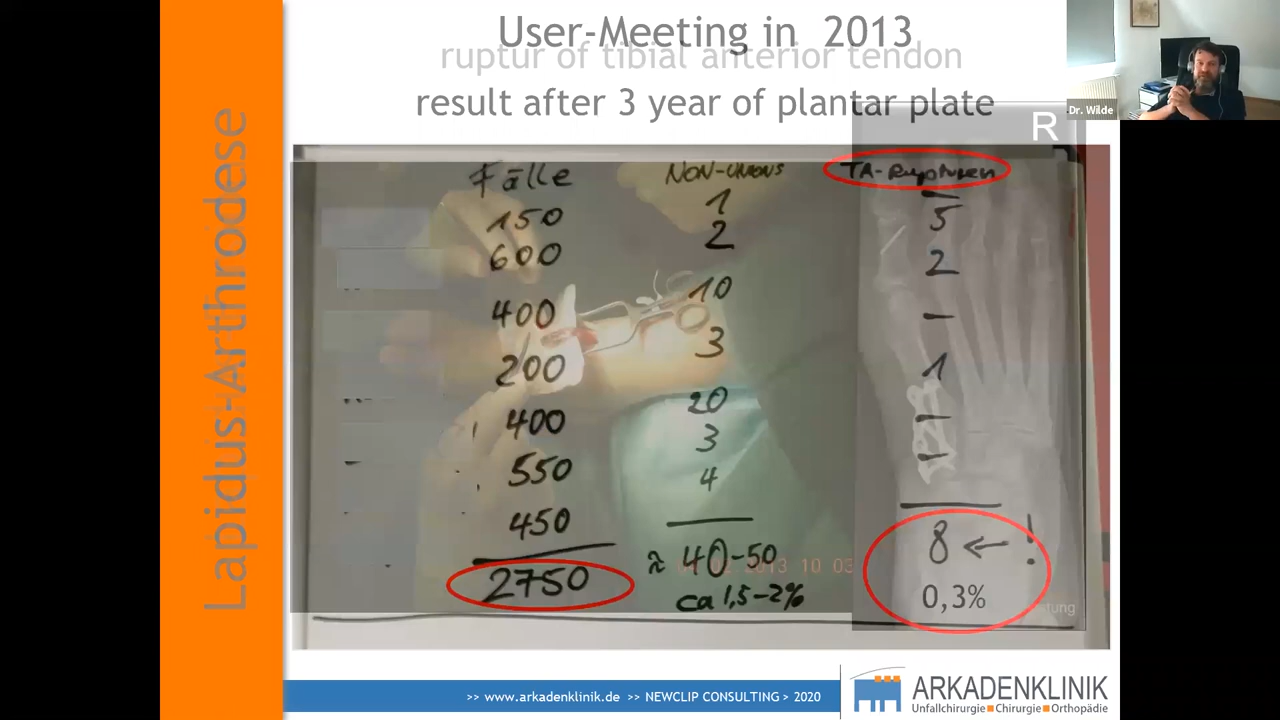 User-Meeting in 2013
ruptur of tibial anterior tendon
result after 3 year of plantar plate
Dr. Wilde
R
Lapidus-Arthrodese
Fälle NON-UNIONS TA-Rupturen
150 1 5
600 2 2
400 10 –
200 3 1
400 20 –
550 3 –
450 4
2750 ≈ 40-50 8 ← !
2013 10 03
ca 1,5-2% 0,3%
>> www.arkadenklinik.de >> NEWCLIP CONSULTING > 2020
ARKADENKLINIK
Unfallchirurgie ■ Chirurgie ■ Orthopädie